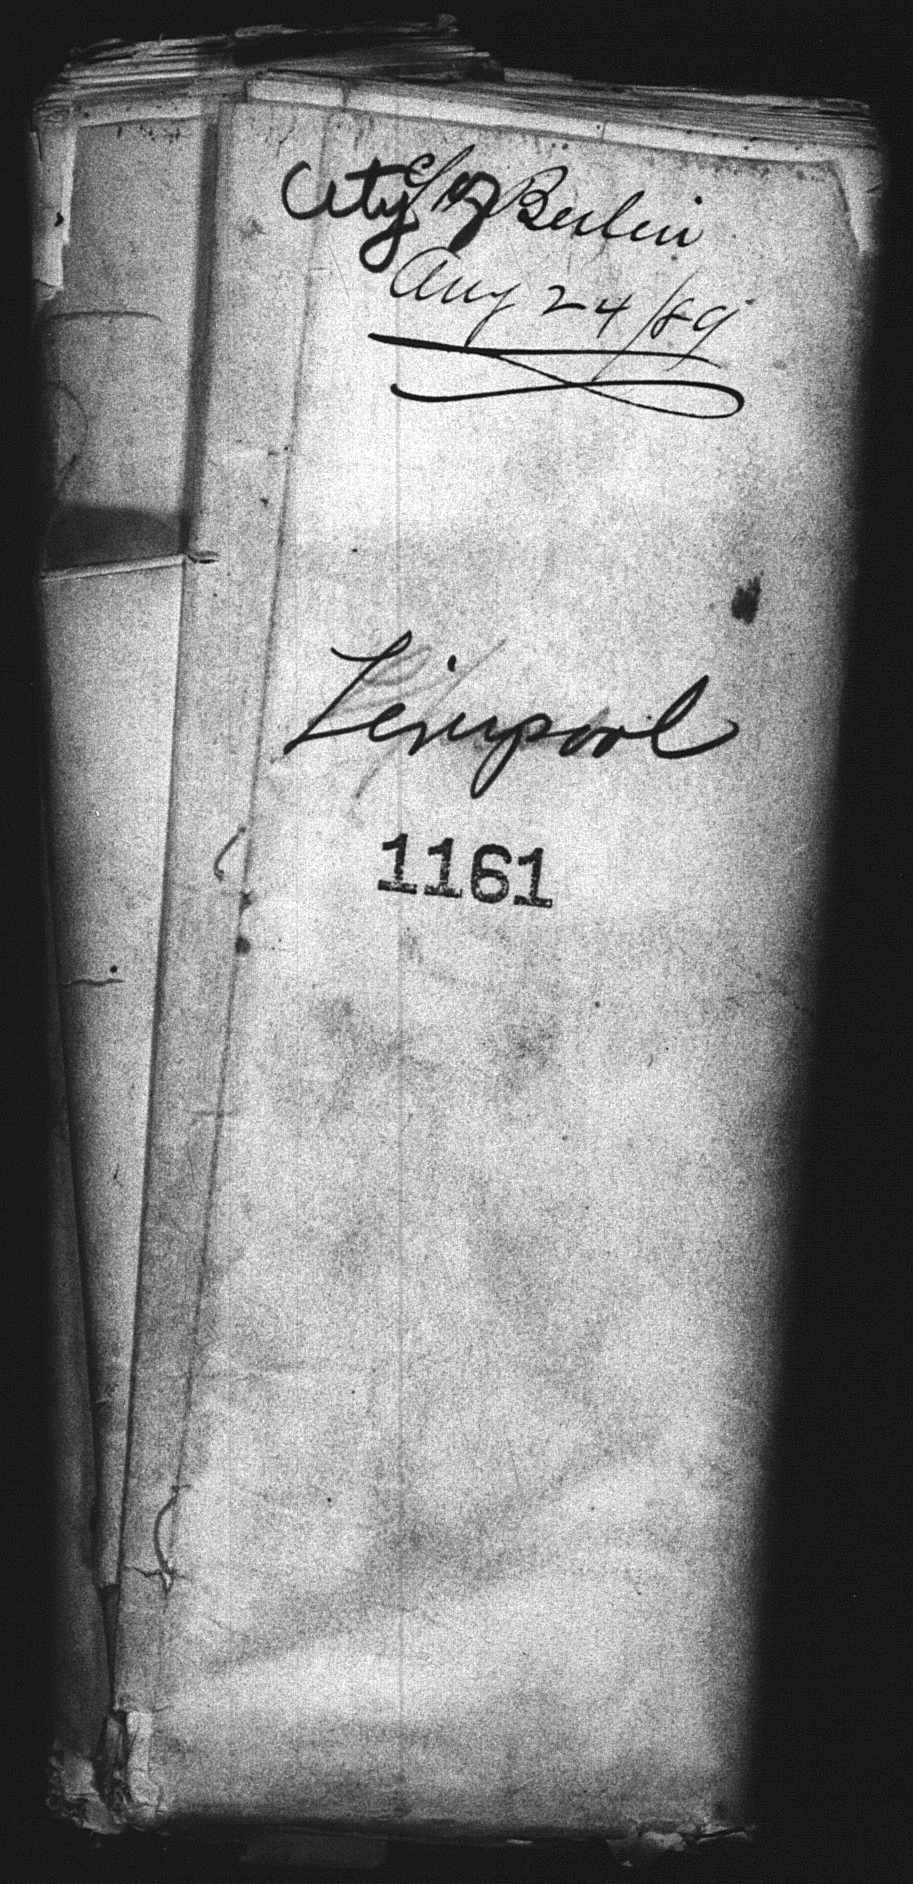 City of Berlin
Aug 24/89
Liverpool
1161